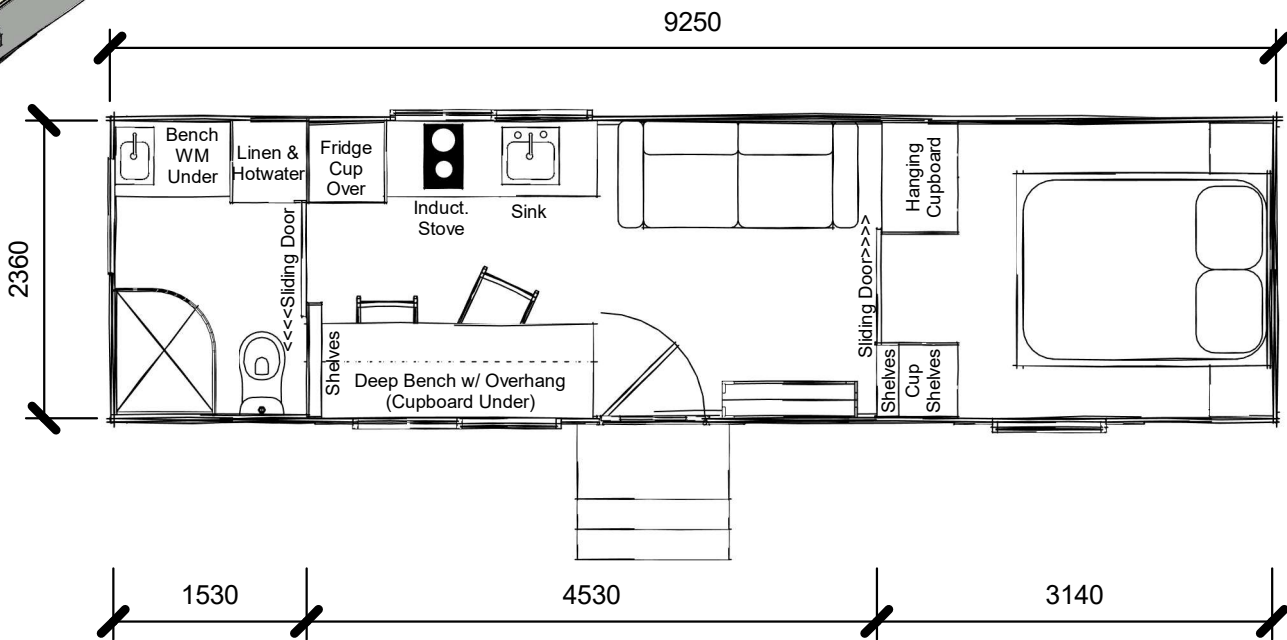 9250
2360
Bench
WM
Under
Linen &
Hotwater
Fridge
Cup
Over
Induct.
Stove
Sink
<<<<Sliding Door
Sliding Door>>>>
Hanging
Cupboard
Shelves
Deep Bench w/ Overhang
(Cupboard Under)
Shelves
Cup
Shelves
1530
4530
3140